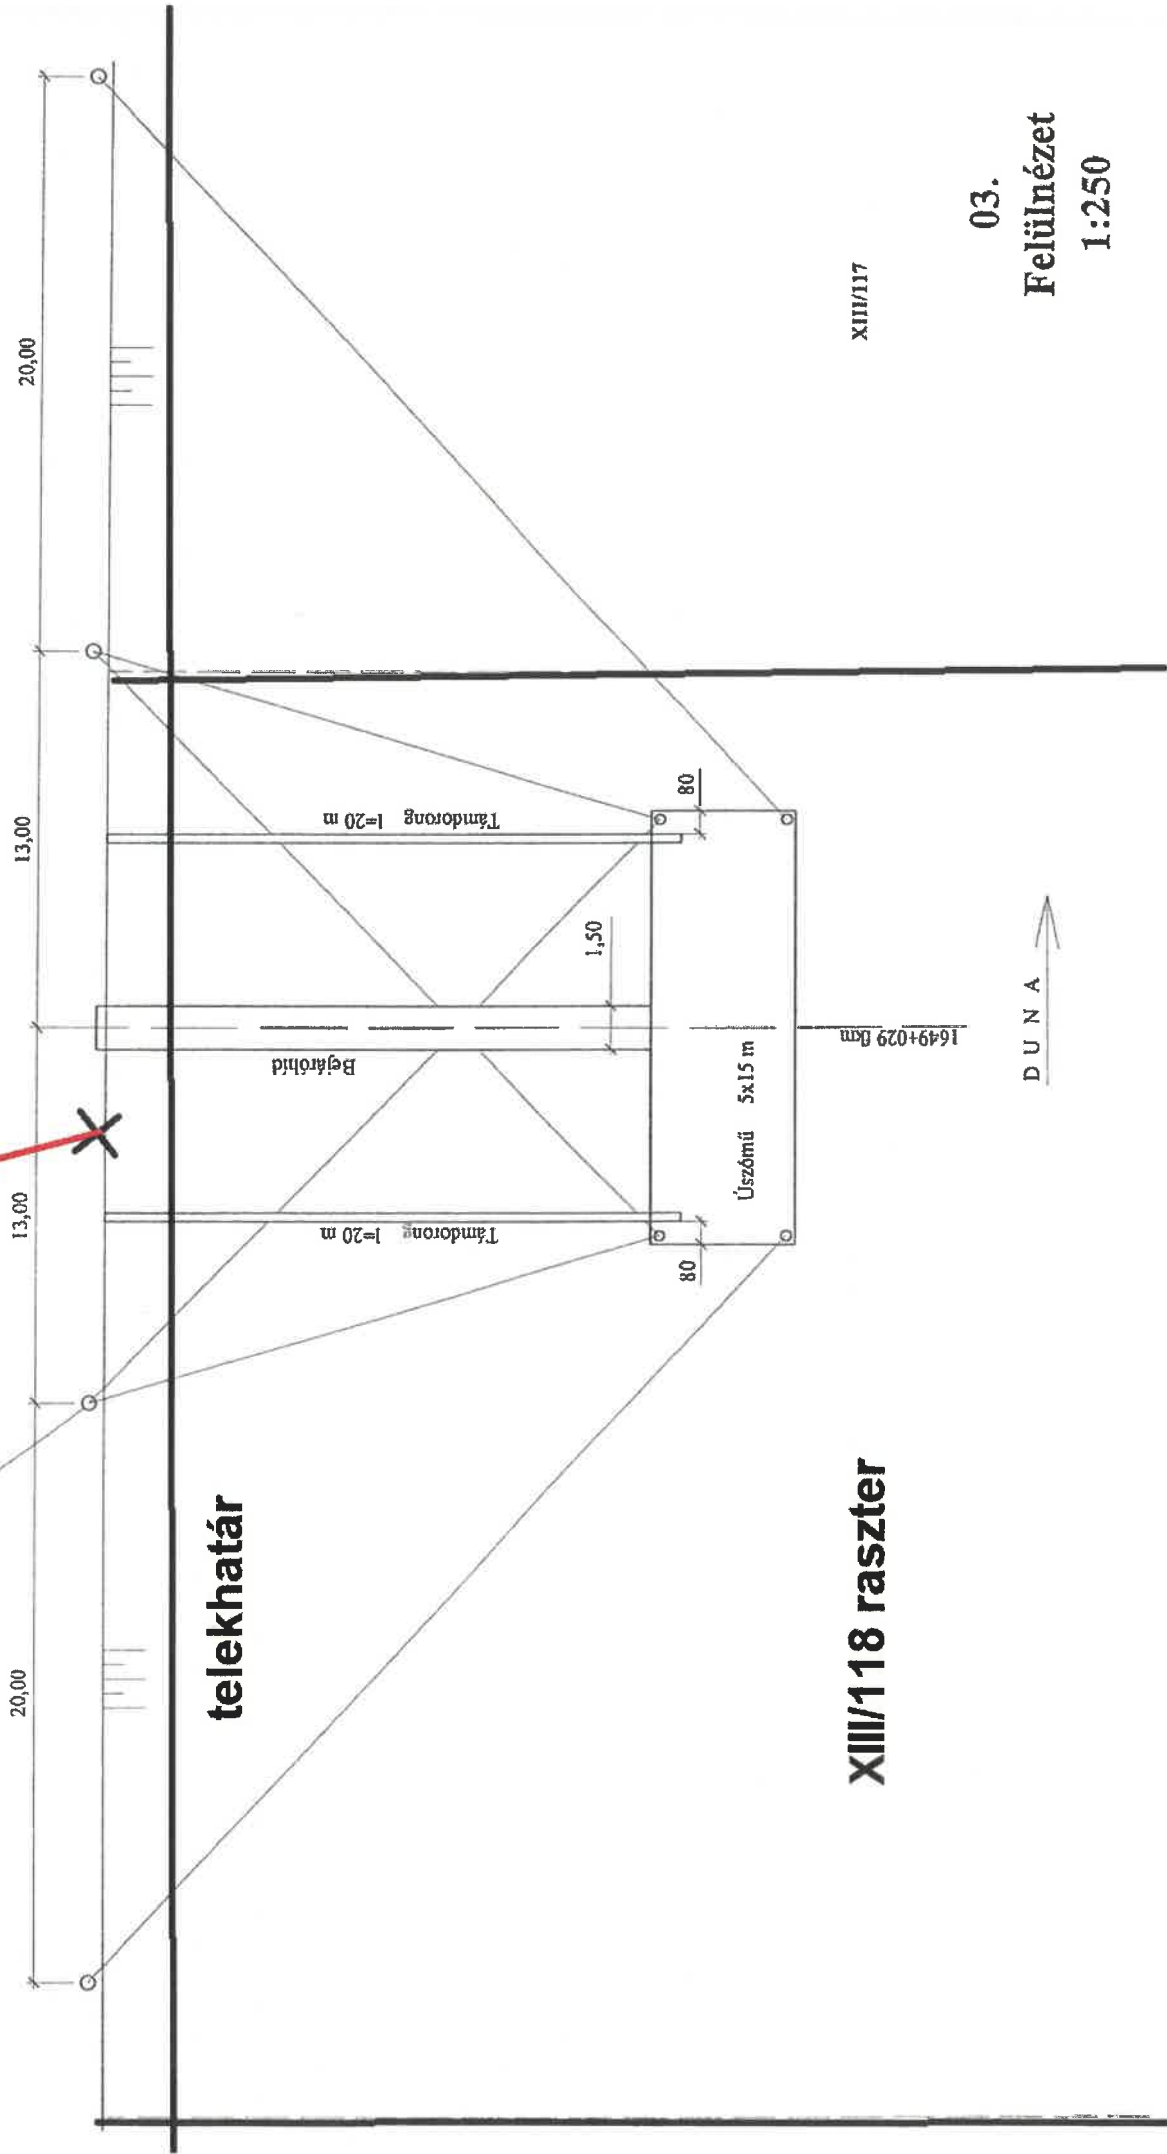 20,00
13,00
13,00
20,00
telekhatár
Támdorong l=20 m
Bejáróhíd
Támdorong l=20 m
1,50
80
80
Úszómű 5x15 m
1649+029 fkm
DUNA
XIII/118 raszter
XIII/117
03.
Felülnézet
1:250